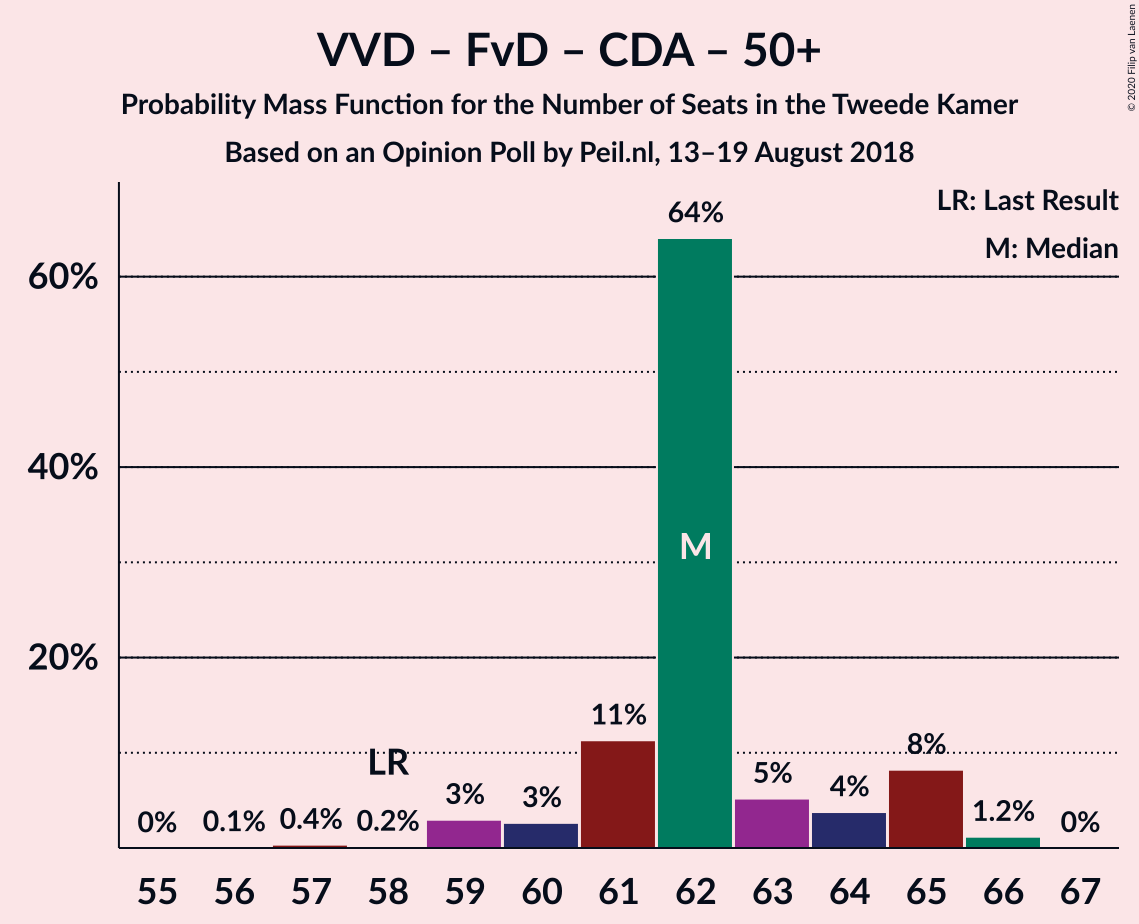 VVD – FvD – CDA – 50+
Probability Mass Function for the Number of Seats in the Tweede Kamer
Based on an Opinion Poll by Peil.nl, 13–19 August 2018
© 2020 Filip van Laenen
LR: Last Result
M: Median
64%
60%
40%
M
20%
11%
LR
8%
5%
4%
3%
3%
1.2%
0%
0.1%
0.4%
0.2%
0%
55 56 57 58 59 60 61 62 63 64 65 66 67